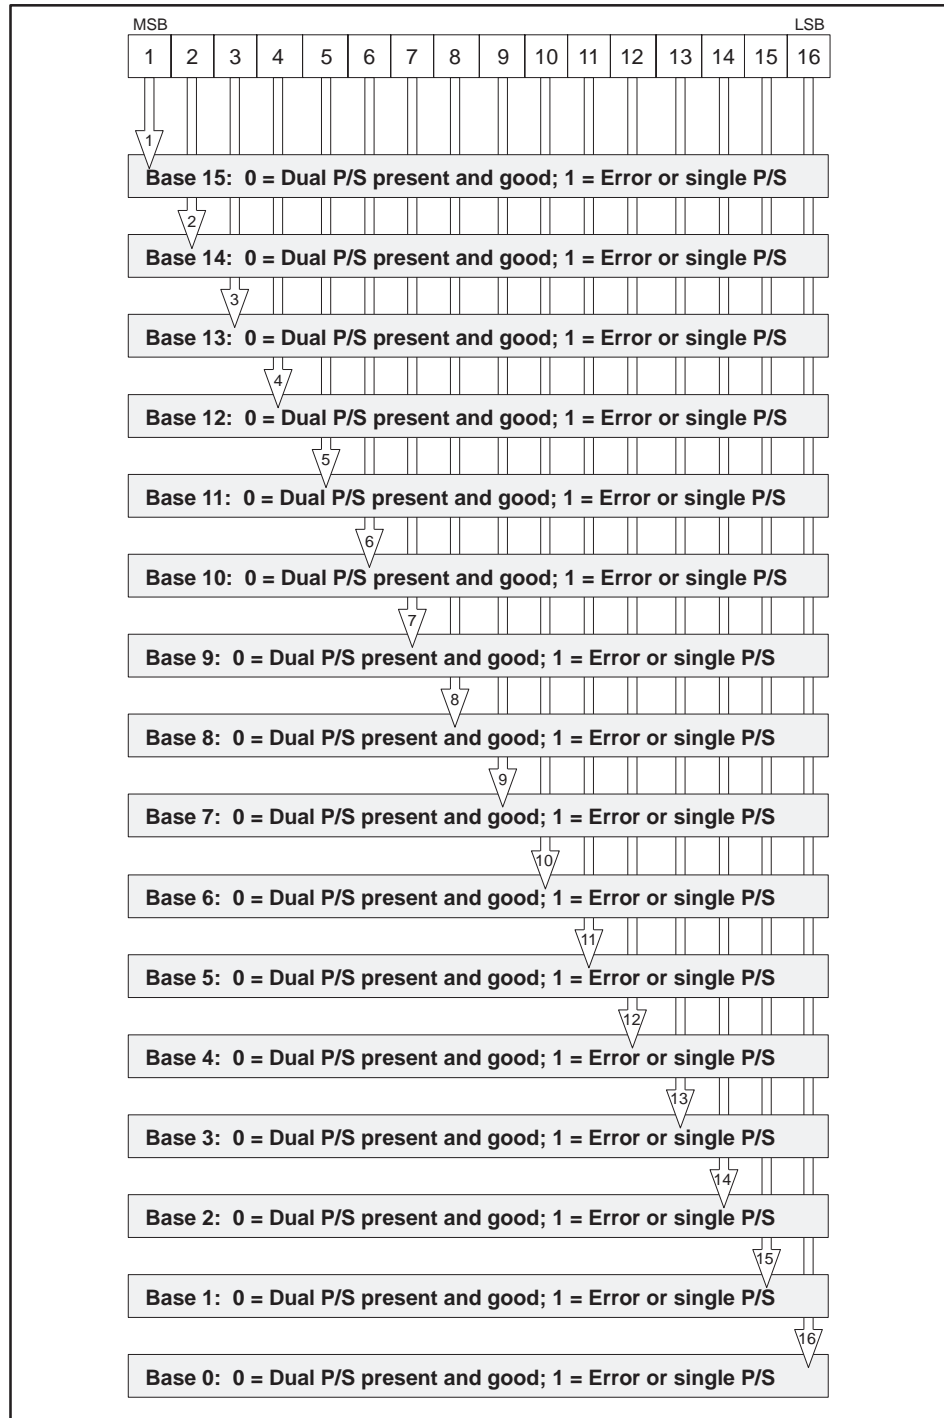 MSB LSB
1 2 3 4 5 6 7 8 9 10 11 12 13 14 15 16
1
Base 15: 0 = Dual P/S present and good; 1 = Error or single P/S
2
Base 14: 0 = Dual P/S present and good; 1 = Error or single P/S
3
Base 13: 0 = Dual P/S present and good; 1 = Error or single P/S
4
Base 12: 0 = Dual P/S present and good; 1 = Error or single P/S
5
Base 11: 0 = Dual P/S present and good; 1 = Error or single P/S
6
Base 10: 0 = Dual P/S present and good; 1 = Error or single P/S
7
Base 9: 0 = Dual P/S present and good; 1 = Error or single P/S
8
Base 8: 0 = Dual P/S present and good; 1 = Error or single P/S
9
Base 7: 0 = Dual P/S present and good; 1 = Error or single P/S
10
Base 6: 0 = Dual P/S present and good; 1 = Error or single P/S
11
Base 5: 0 = Dual P/S present and good; 1 = Error or single P/S
12
Base 4: 0 = Dual P/S present and good; 1 = Error or single P/S
13
Base 3: 0 = Dual P/S present and good; 1 = Error or single P/S
14
Base 2: 0 = Dual P/S present and good; 1 = Error or single P/S
15
Base 1: 0 = Dual P/S present and good; 1 = Error or single P/S
16
Base 0: 0 = Dual P/S present and good; 1 = Error or single P/S